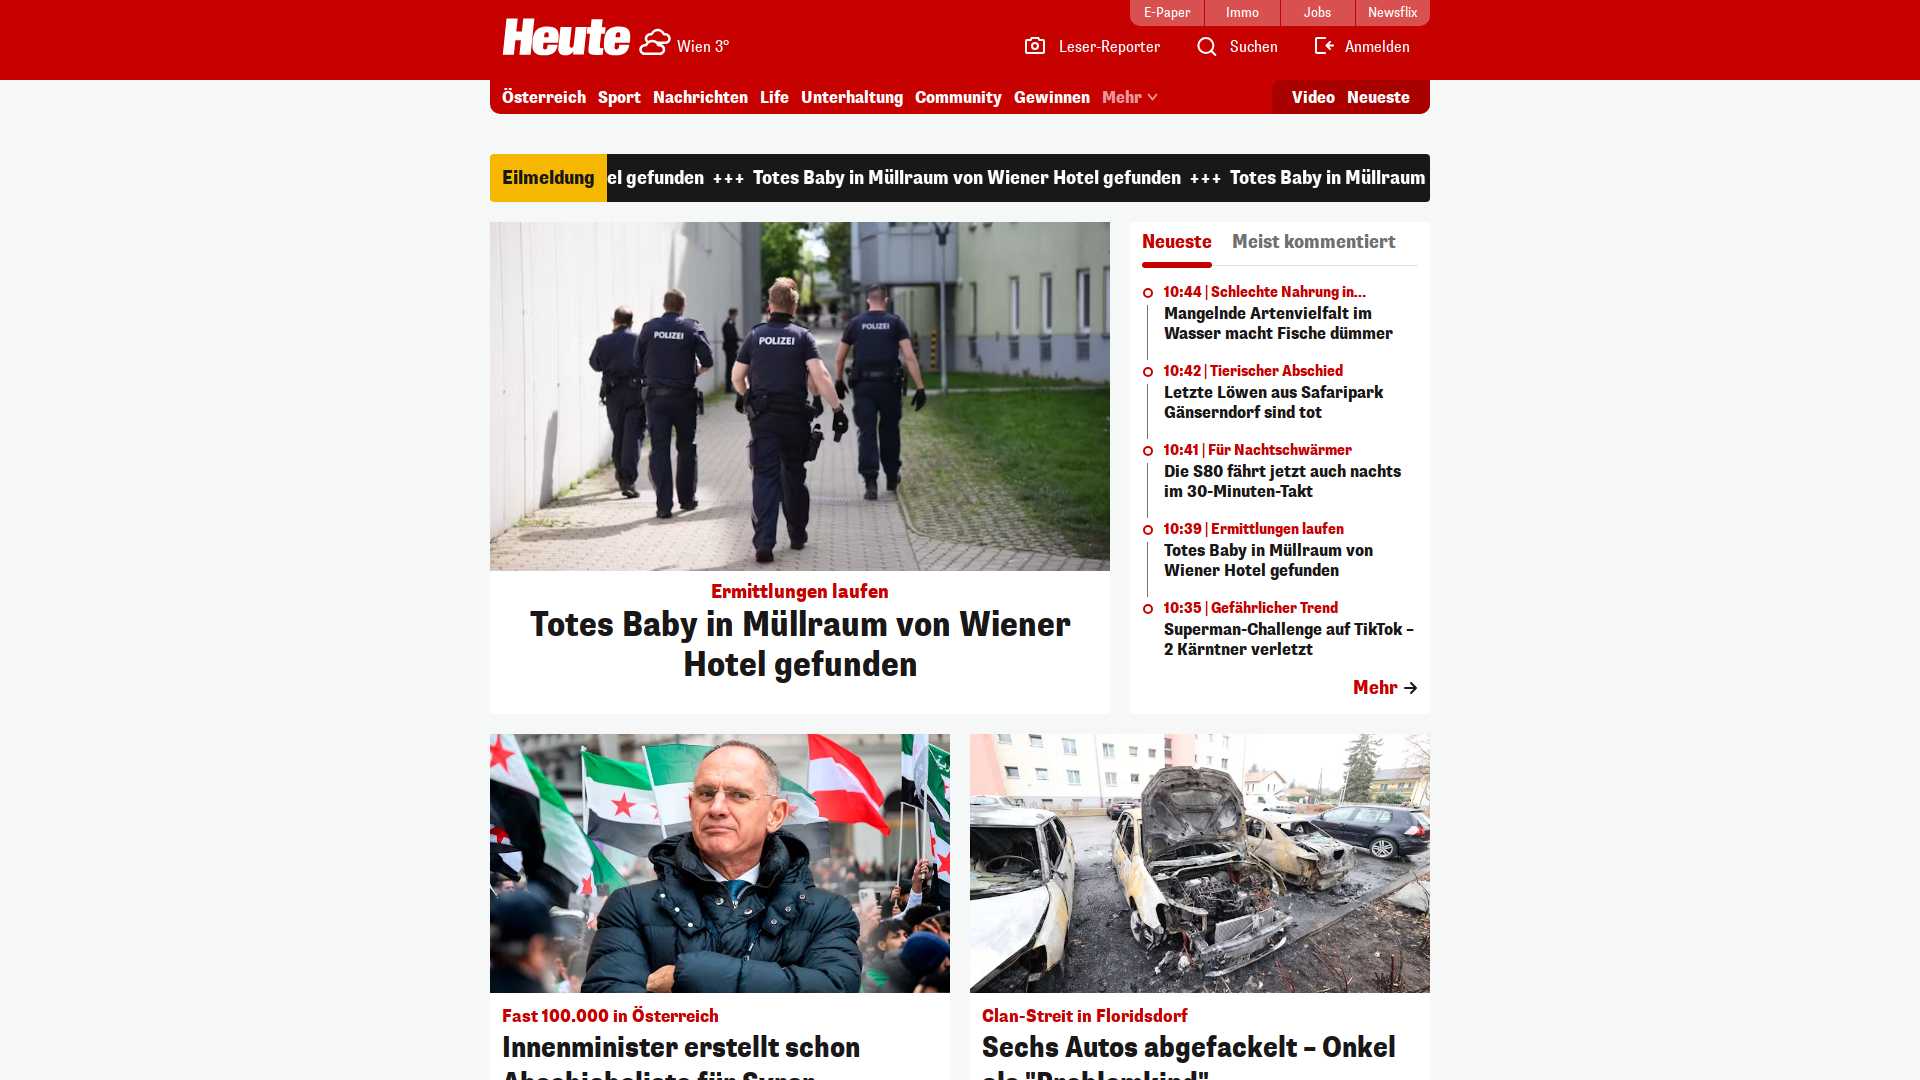 E-Paper
Immo
Jobs
Newsflix
Heute
Wien 3°
Leser-Reporter
Suchen
Anmelden
Österreich
Sport
Nachrichten
Life
Unterhaltung
Community
Gewinnen
Mehr
Video
Neueste
Eilmeldung
el gefunden +++ Totes Baby in Müllraum von Wiener Hotel gefunden +++ Totes Baby in Müllraum
POLIZEI
POLIZEI
POLIZEI
Ermittlungen laufen
Totes Baby in Müllraum von Wiener
Hotel gefunden
Neueste
Meist kommentiert
10:44 | Schlechte Nahrung in...
Mangelnde Artenvielfalt im
Wasser macht Fische dümmer
10:42 | Tierischer Abschied
Letzte Löwen aus Safaripark
Gänserndorf sind tot
10:41 | Für Nachtschwärmer
Die S80 fährt jetzt auch nachts
im 30-Minuten-Takt
10:39 | Ermittlungen laufen
Totes Baby in Müllraum von
Wiener Hotel gefunden
10:35 | Gefährlicher Trend
Superman-Challenge auf TikTok –
2 Kärntner verletzt
Mehr
Fast 100.000 in Österreich
Innenminister erstellt schon
Abschiebeliste für Syrer
Clan-Streit in Floridsdorf
Sechs Autos abgefackelt – Onkel
als "Problemkind"